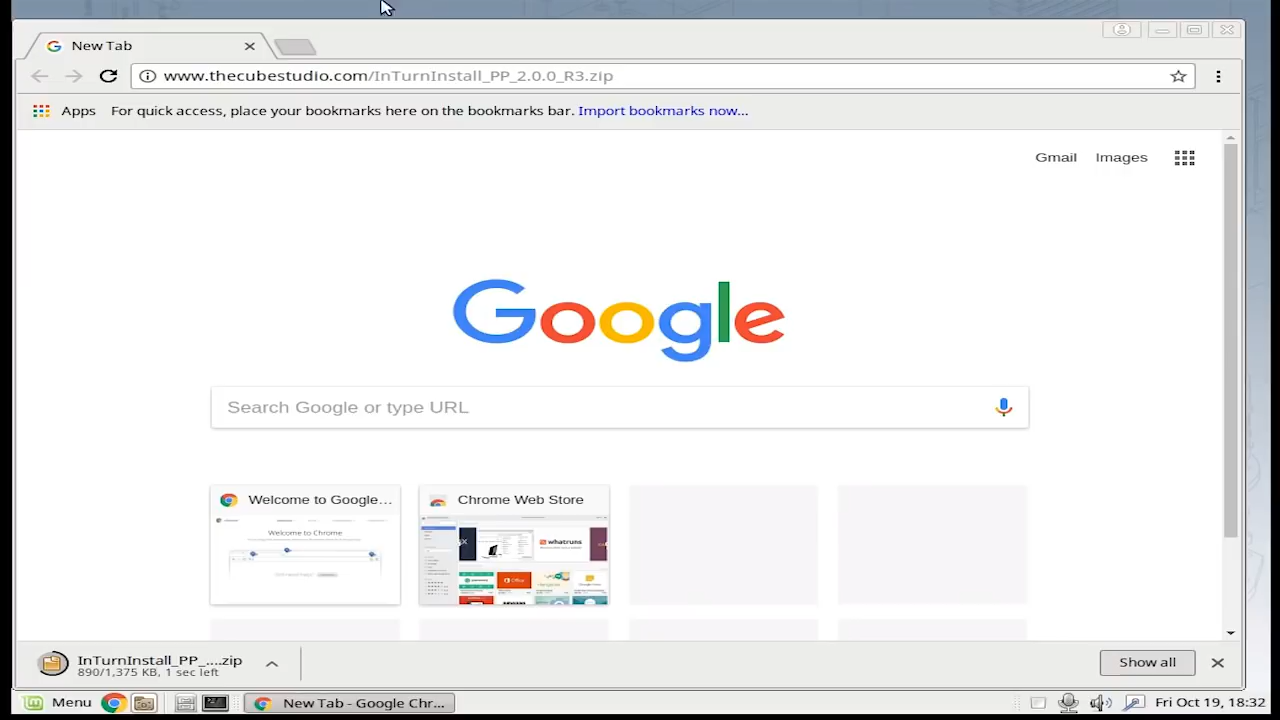 New Tab
www.thecubestudio.com/InTurnInstall_PP_2.0.0_R3.zip
Apps For quick access, place your bookmarks here on the bookmarks bar. Import bookmarks now...
Gmail Images
Google
Search Google or type URL
Welcome to Google... Chrome Web Store
Welcome to Chrome
whatruns
Office
InTurnInstall_PP_....zip
890/1,375 KB, 1 sec left
Show all
Menu New Tab - Google Chr... Fri Oct 19, 18:32